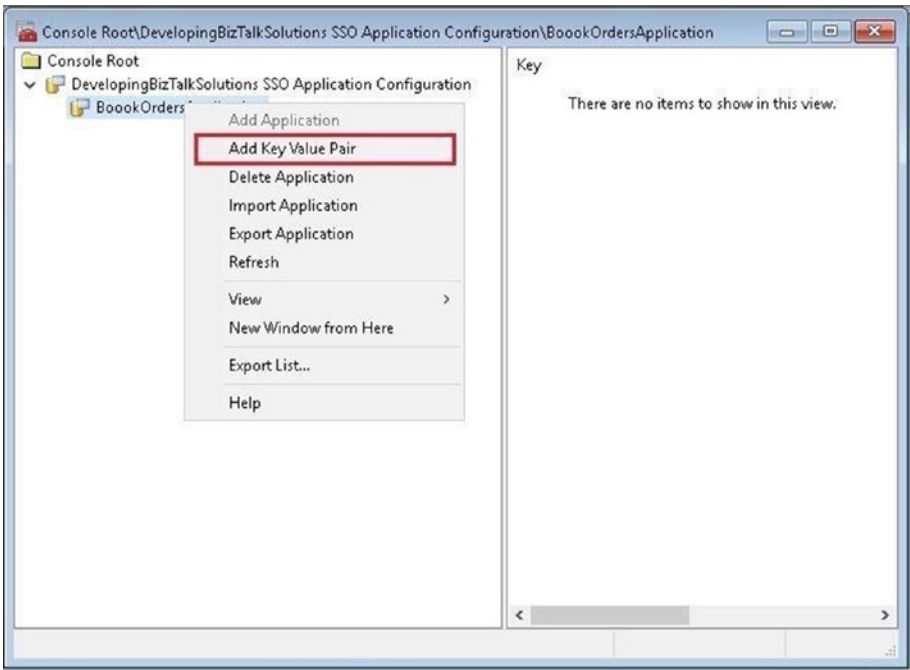 Console Root\DevelopingBizTalkSolutions SSO Application Configuration\BoookOrdersApplication
Console Root
DevelopingBizTalkSolutions SSO Application Configuration
BoookOrders
Key
There are no items to show in this view.
Add Application
Add Key Value Pair
Delete Application
Import Application
Export Application
Refresh
View
New Window from Here
Export List...
Help